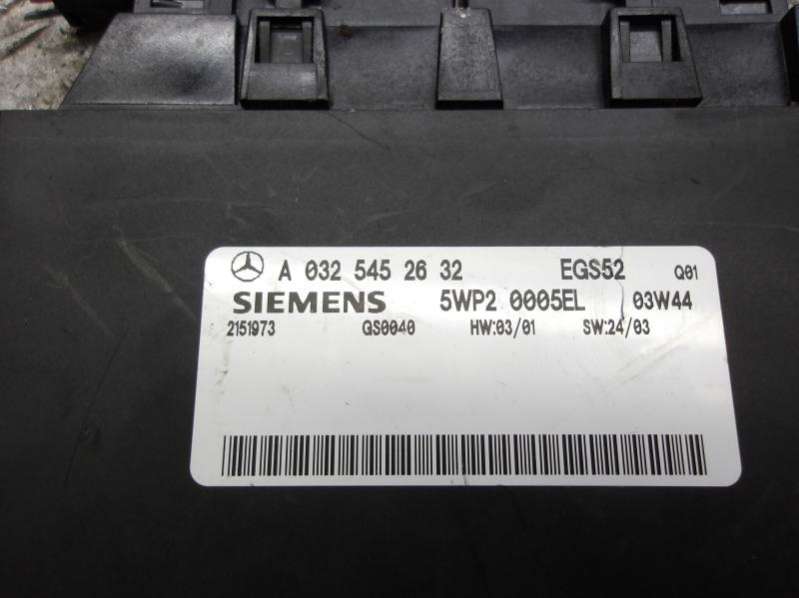 A 032 545 26 32 EGS52 Q01
SIEMENS 5WP2 0005EL 03W44
2151973 GS0040 HW:03/01 SW:24/03